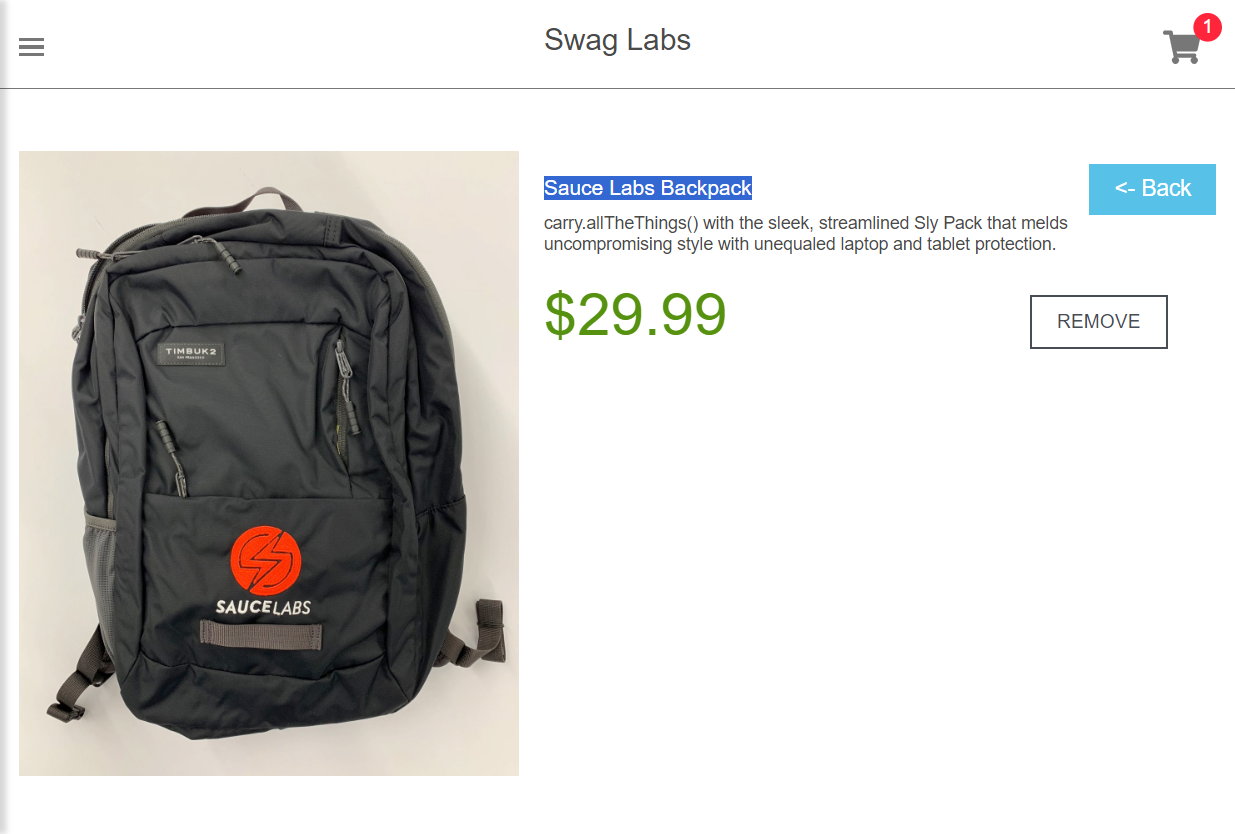 Swag Labs
1
Sauce Labs Backpack
<- Back
carry.allTheThings() with the sleek, streamlined Sly Pack that melds
uncompromising style with unequaled laptop and tablet protection.
$29.99
REMOVE
TIMBUK2
SAUCELABS